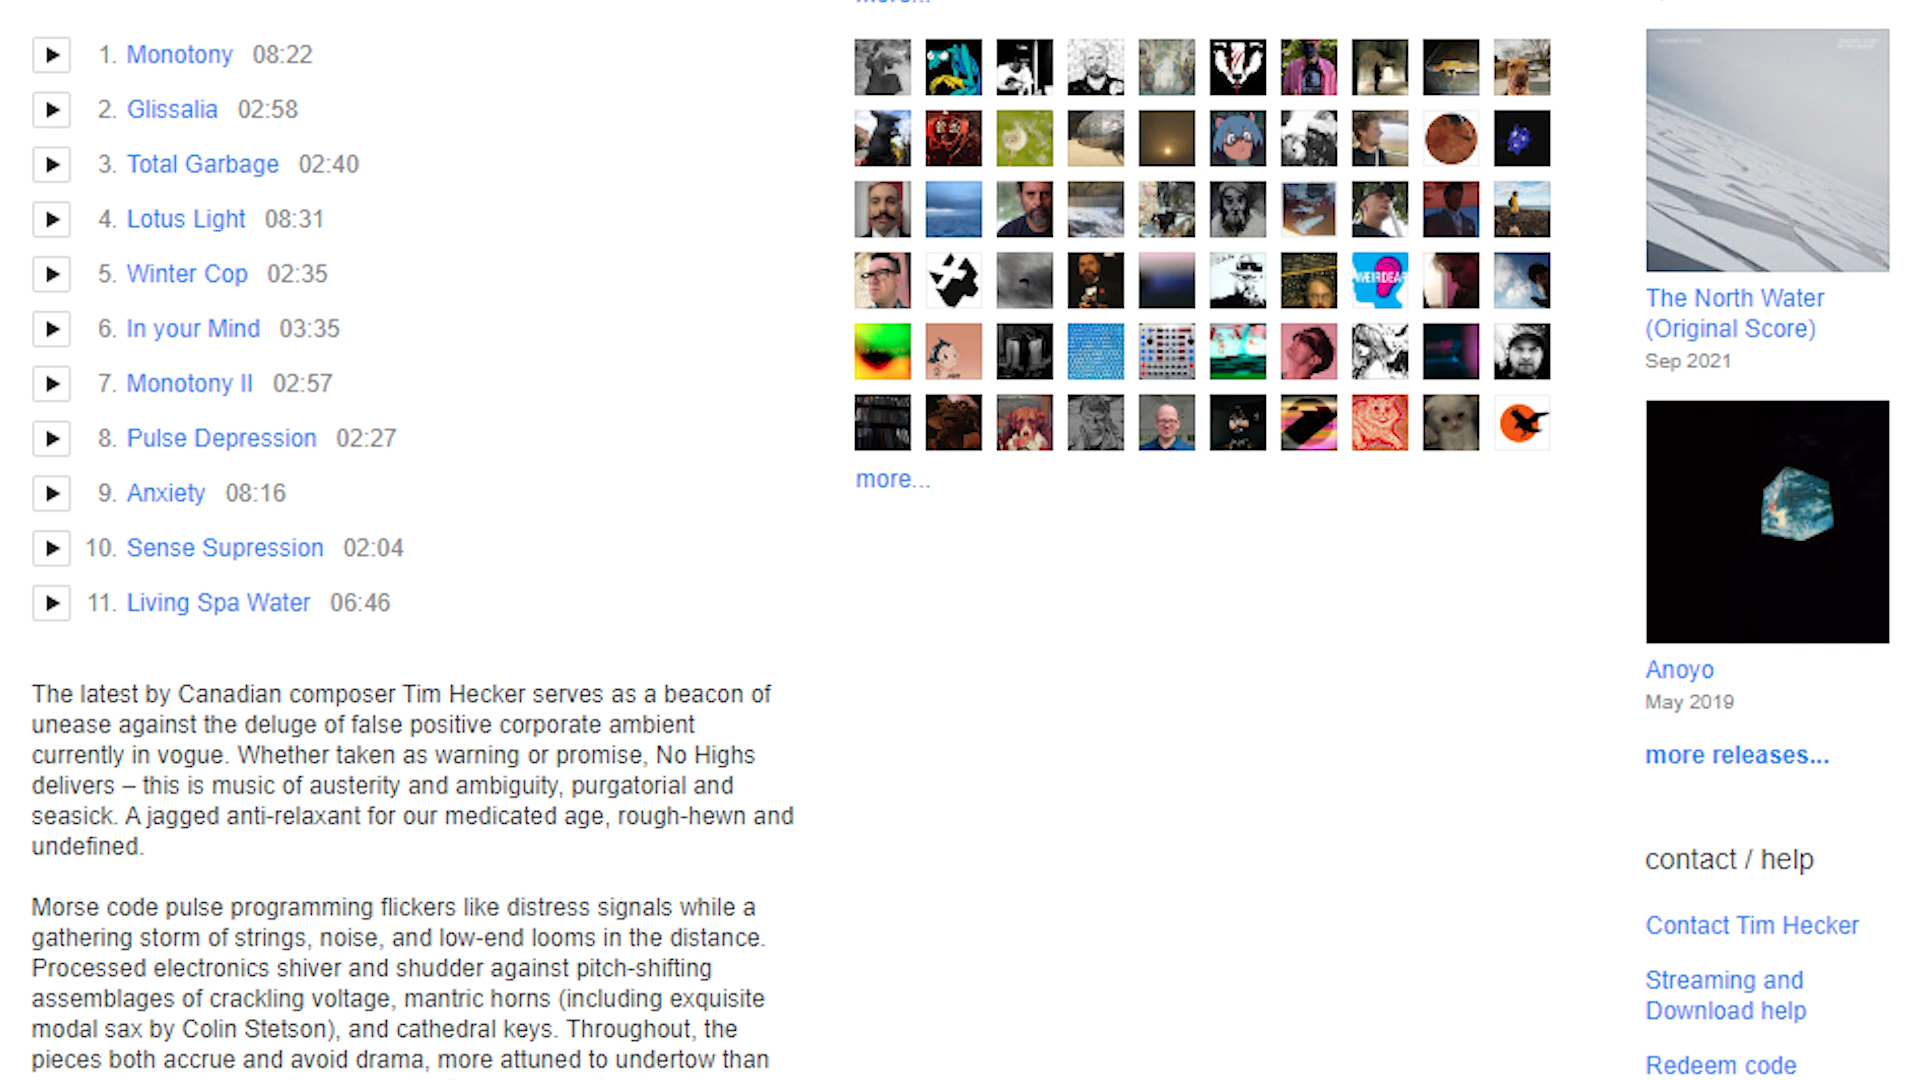 1. Monotony 08:22
2. Glissalia 02:58
3. Total Garbage 02:40
4. Lotus Light 08:31
5. Winter Cop 02:35
6. In your Mind 03:35
7. Monotony II 02:57
8. Pulse Depression 02:27
9. Anxiety 08:16
10. Sense Supression 02:04
11. Living Spa Water 06:46
The latest by Canadian composer Tim Hecker serves as a beacon of
unease against the deluge of false positive corporate ambient
currently in vogue. Whether taken as warning or promise, No Highs
delivers – this is music of austerity and ambiguity, purgatorial and
seasick. A jagged anti-relaxant for our medicated age, rough-hewn and
undefined.
Morse code pulse programming flickers like distress signals while a
gathering storm of strings, noise, and low-end looms in the distance.
Processed electronics shiver and shudder against pitch-shifting
assemblages of crackling voltage, mantric horns (including exquisite
modal sax by Colin Stetson), and cathedral keys. Throughout, the
pieces both accrue and avoid drama, more attuned to undertow than
more...
WEIRDEAR
more...
The North Water
(Original Score)
Sep 2021
Anoyo
May 2019
more releases...
contact / help
Contact Tim Hecker
Streaming and
Download help
Redeem code